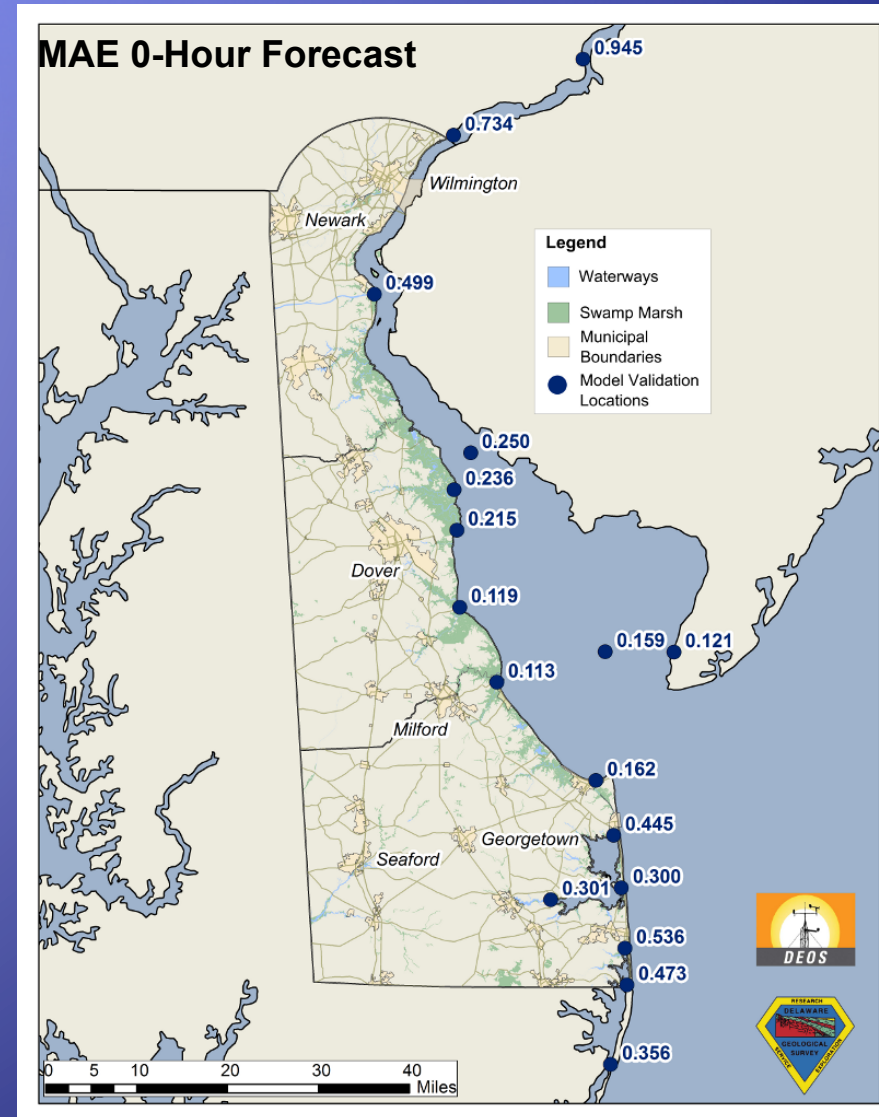 MAE 0-Hour Forecast
0.945
0.734
Wilmington
Newark
Legend
Waterways
Swamp Marsh
Municipal
Boundaries
Model Validation
Locations
0.499
0.250
0.236
0.215
Dover
0.119
0.159
0.121
0.113
Milford
0.162
0.445
Georgetown
Seaford
0.300
0.301
0.536
0.473
0.356
DEOS
RESEARCH
DELAWARE
GEOLOGICAL
SURVEY
SERVICE
EXPLORATION
0 5 10 20 30 40
Miles